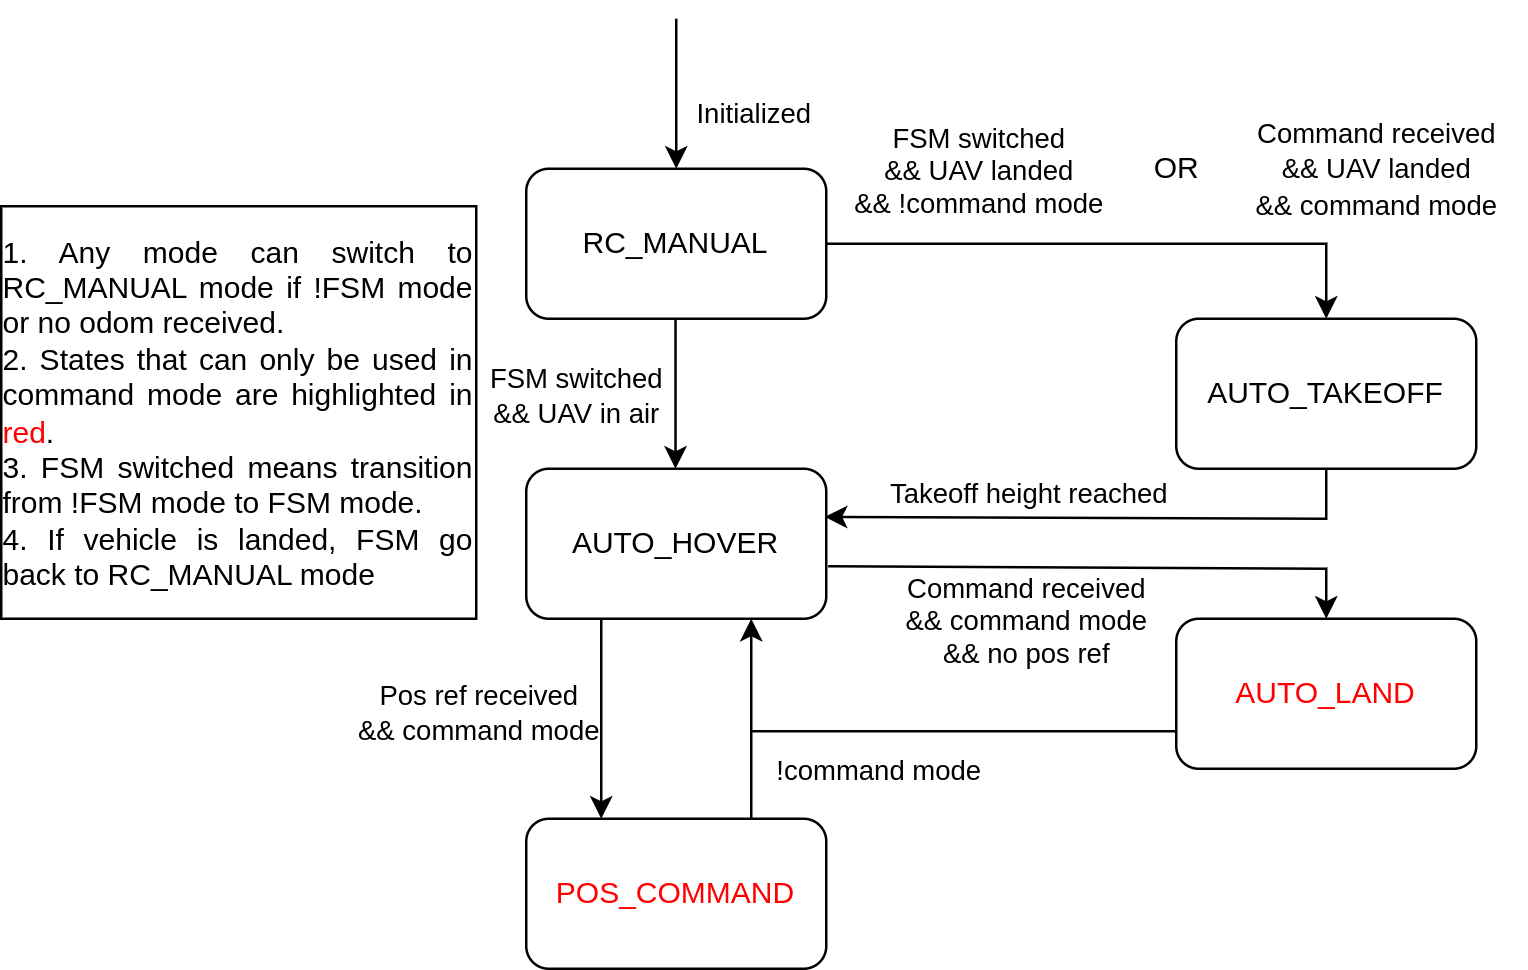 Initialized
FSM switched
&& UAV landed
&& !command mode
OR
Command received
&& UAV landed
&& command mode
RC_MANUAL
1. Any mode can switch to
RC_MANUAL mode if !FSM mode
or no odom received.
2. States that can only be used in
command mode are highlighted in
red.
3. FSM switched means transition
from !FSM mode to FSM mode.
4. If vehicle is landed, FSM go
back to RC_MANUAL mode
FSM switched
&& UAV in air
AUTO_TAKEOFF
Takeoff height reached
AUTO_HOVER
Command received
&& command mode
&& no pos ref
Pos ref received
&& command mode
AUTO_LAND
!command mode
POS_COMMAND